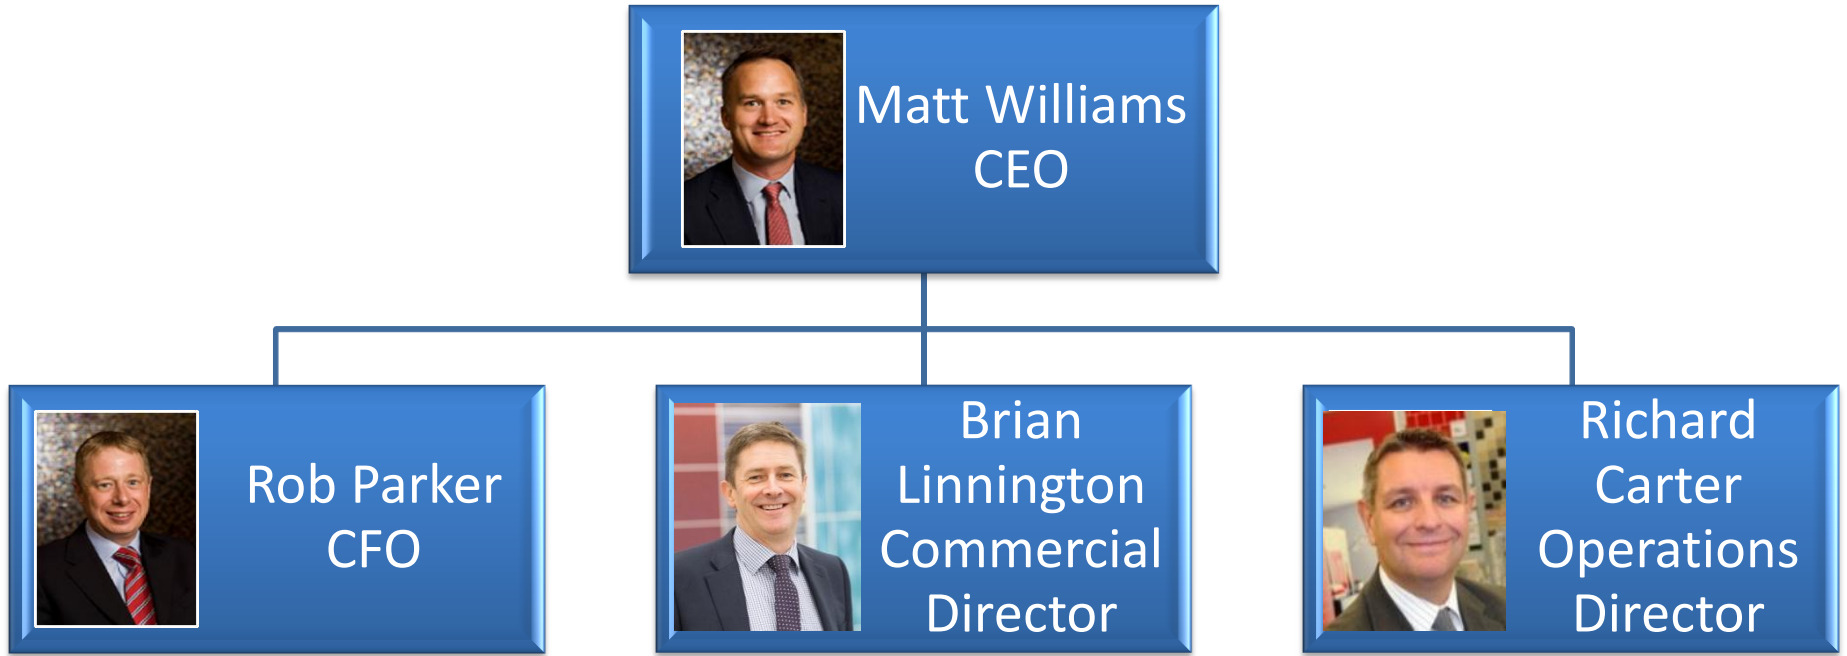 Matt Williams
CEO
Rob Parker
CFO
Brian
Linnington
Commercial
Director
Richard
Carter
Operations
Director